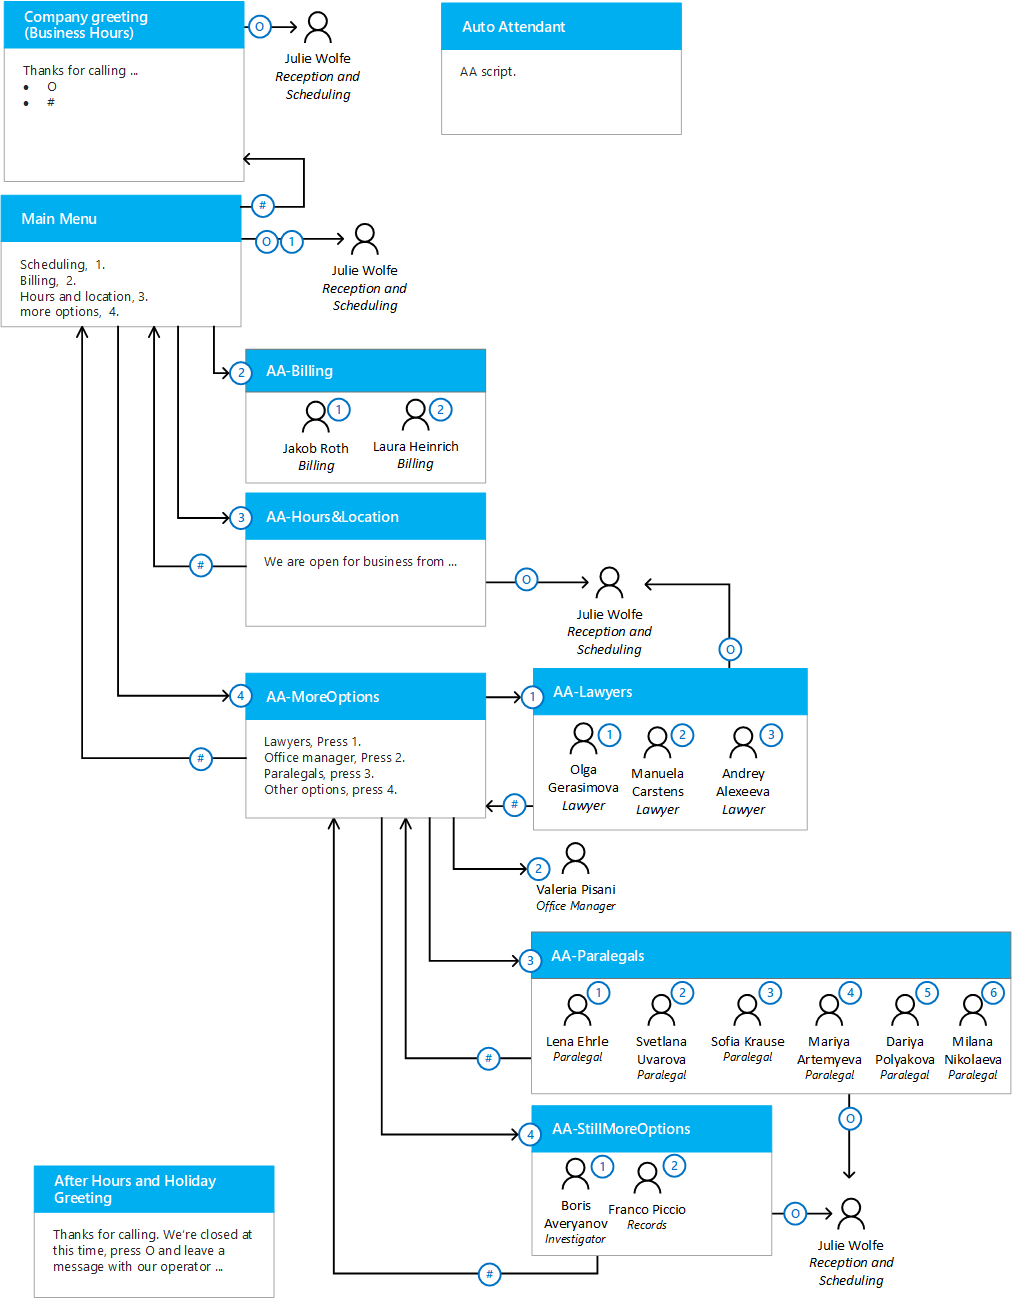 Company greeting
(Business Hours)
Thanks for calling ...
• O
• #
O
Julie Wolfe
Reception and
Scheduling
Auto Attendant
AA script.
#
Main Menu
Scheduling,  1.
Billing,  2.
Hours and location, 3.
more options,  4.
O 1
Julie Wolfe
Reception and
Scheduling
2
AA-Billing
1
Jakob Roth
Billing
2
Laura Heinrich
Billing
3
AA-Hours&Location
We are open for business from ...
#
O
Julie Wolfe
Reception and
Scheduling
O
4
AA-MoreOptions
Lawyers, Press 1.
Office manager, Press 2.
Paralegals, press 3.
Other options, press 4.
#
1
AA-Lawyers
1
Olga
Gerasimova
Lawyer
2
Manuela
Carstens
Lawyer
3
Andrey
Alexeeva
Lawyer
#
2
Valeria Pisani
Office Manager
3
AA-Paralegals
1
Lena Ehrle
Paralegal
2
Svetlana
Uvarova
Paralegal
3
Sofia Krause
Paralegal
4
Mariya
Artemyeva
Paralegal
5
Dariya
Polyakova
Paralegal
6
Milana
Nikolaeva
Paralegal
#
O
4
AA-StillMoreOptions
1
Boris
Averyanov
Investigator
2
Franco Piccio
Records
O
Julie Wolfe
Reception and
Scheduling
#
After Hours and Holiday
Greeting
Thanks for calling. We're closed at
this time, press O and leave a
message with our operator ...